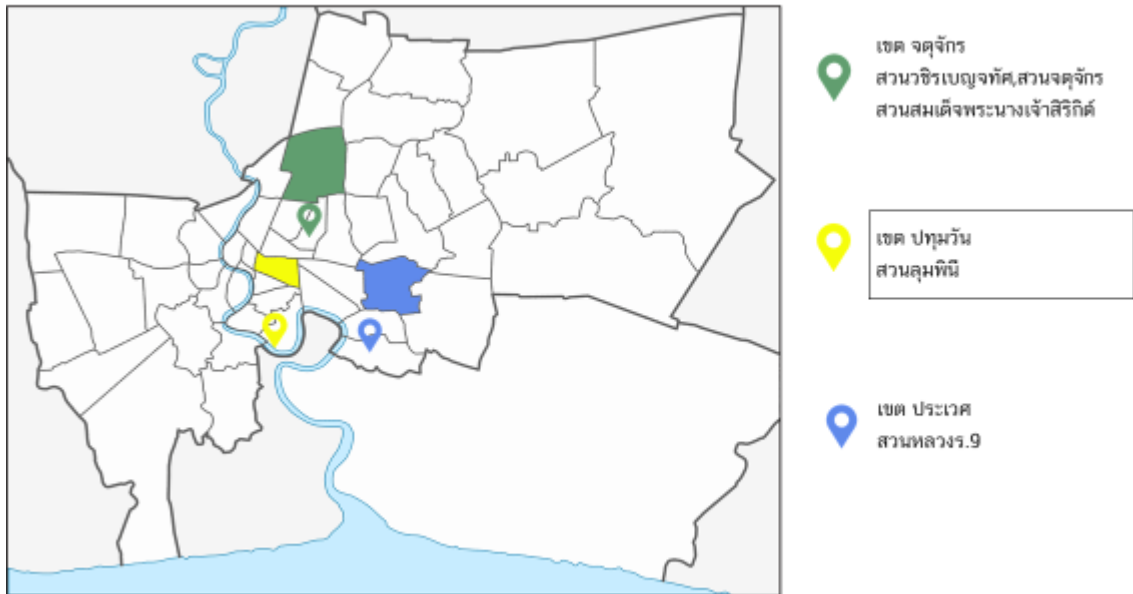 เขต จตุจักร
สวนวชิรเบญจทัศ,สวนจตุจักร
สวนสมเด็จพระนางเจ้าสิริกิต์
เขต ปทุมวัน
สวนลุมพินี
เขต ประเวศ
สวนหลวงร.9